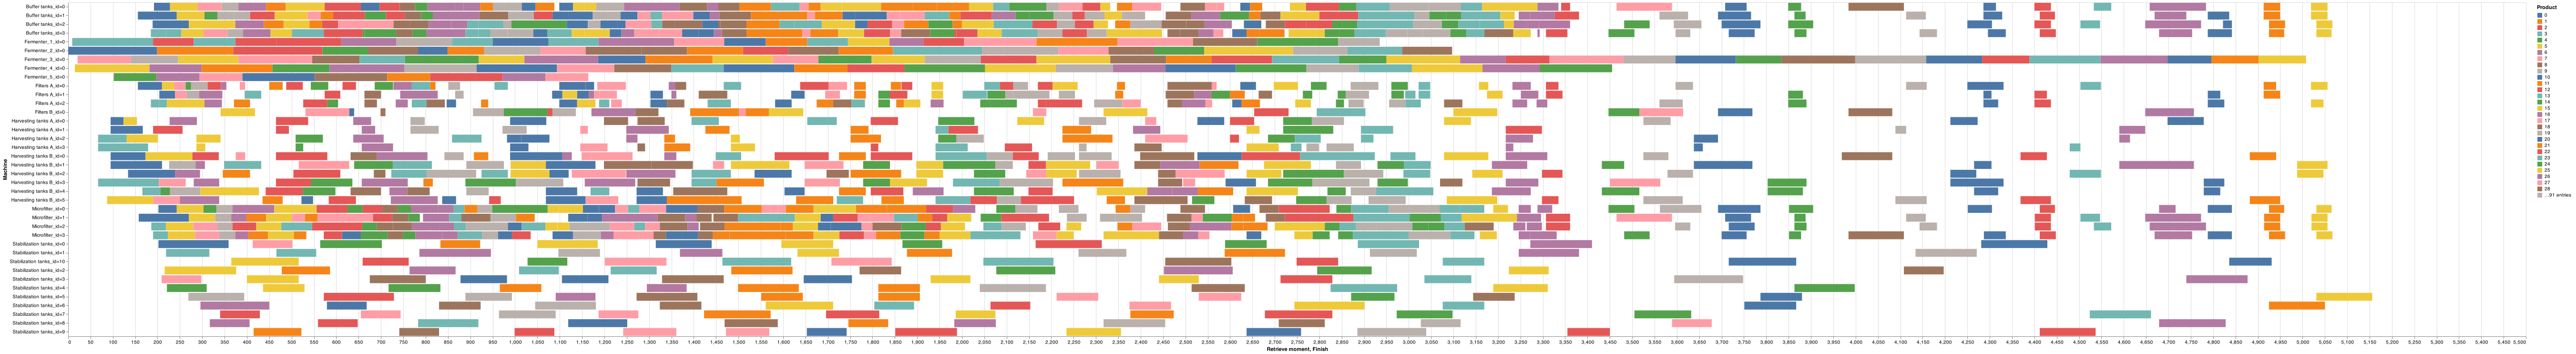 Buffer tanks_id=0
Buffer tanks_id=1
Buffer tanks_id=2
Buffer tanks_id=3
Fermenter_1_id=0
Fermenter_2_id=0
Fermenter_3_id=0
Fermenter_4_id=0
Fermenter_5_id=0
Filters A_id=0
Filters A_id=1
Filters A_id=2
Filters B_id=0
Harvesting tanks A_id=0
Harvesting tanks A_id=1
Harvesting tanks A_id=2
Harvesting tanks A_id=3
Harvesting tanks B_id=0
Harvesting tanks B_id=1
Harvesting tanks B_id=2
Harvesting tanks B_id=3
Harvesting tanks B_id=4
Harvesting tanks B_id=5
Microfilter_id=0
Microfilter_id=1
Microfilter_id=2
Microfilter_id=3
Stabilization tanks_id=0
Stabilization tanks_id=1
Stabilization tanks_id=10
Stabilization tanks_id=2
Stabilization tanks_id=3
Stabilization tanks_id=4
Stabilization tanks_id=5
Stabilization tanks_id=6
Stabilization tanks_id=7
Stabilization tanks_id=8
Stabilization tanks_id=9
Machine
0 50 100 150 200 250 300 350 400 450 500 550 600 650 700 750 800 850 900 950 1,000 1,050 1,100 1,150 1,200 1,250 1,300 1,350 1,400 1,450 1,500 1,550 1,600 1,650 1,700 1,750 1,800 1,850 1,900 1,950 2,000 2,050 2,100 2,150 2,200 2,250 2,300 2,350 2,400 2,450 2,500 2,550 2,600 2,650 2,700 2,750 2,800 2,850 2,900 2,950 3,000 3,050 3,100 3,150 3,200 3,250 3,300 3,350 3,400 3,450 3,500 3,550 3,600 3,650 3,700 3,750 3,800 3,850 3,900 3,950 4,000 4,050 4,100 4,150 4,200 4,250 4,300 4,350 4,400 4,450 4,500 4,550 4,600 4,650 4,700 4,750 4,800 4,850 4,900 4,950 5,000 5,050 5,100 5,150 5,200 5,250 5,300 5,350 5,400 5,450 5,500
Retrieve moment, Finish
Product
0
1
2
3
4
5
6
7
8
9
10
11
12
13
14
15
16
17
18
19
20
21
22
23
24
25
26
27
28
...91 entries